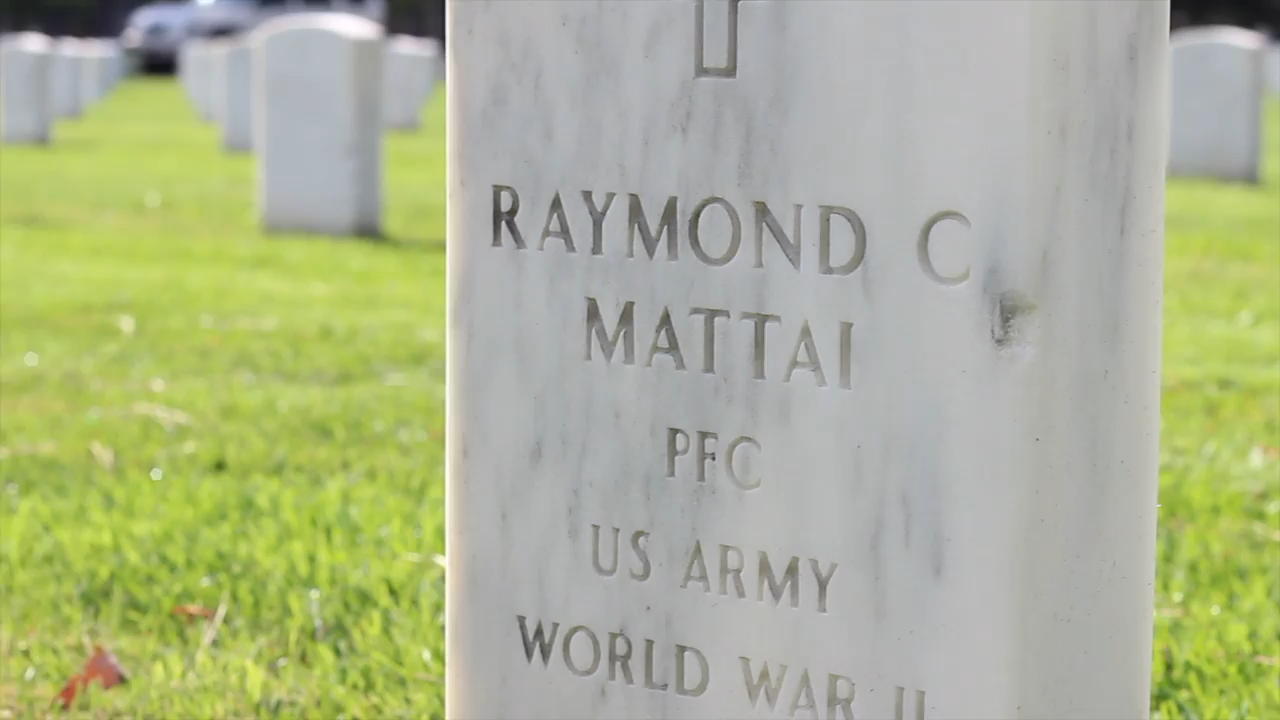 RAYMOND C
MATTAI
PFC
US ARMY
WORLD WAR II